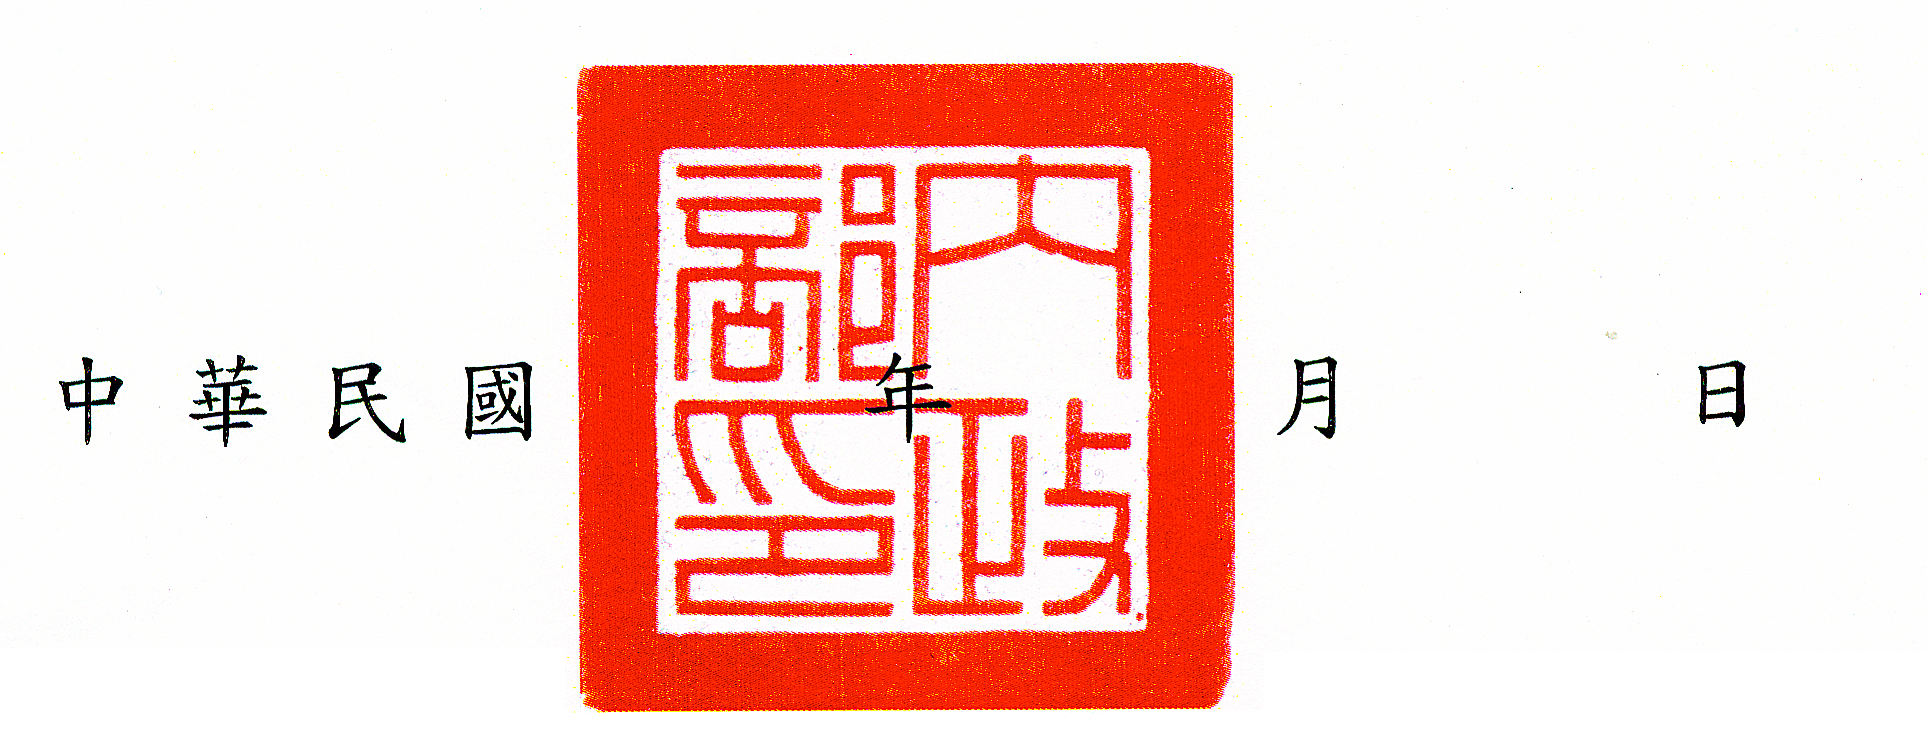 內政
部印
中華民國 年 月 日